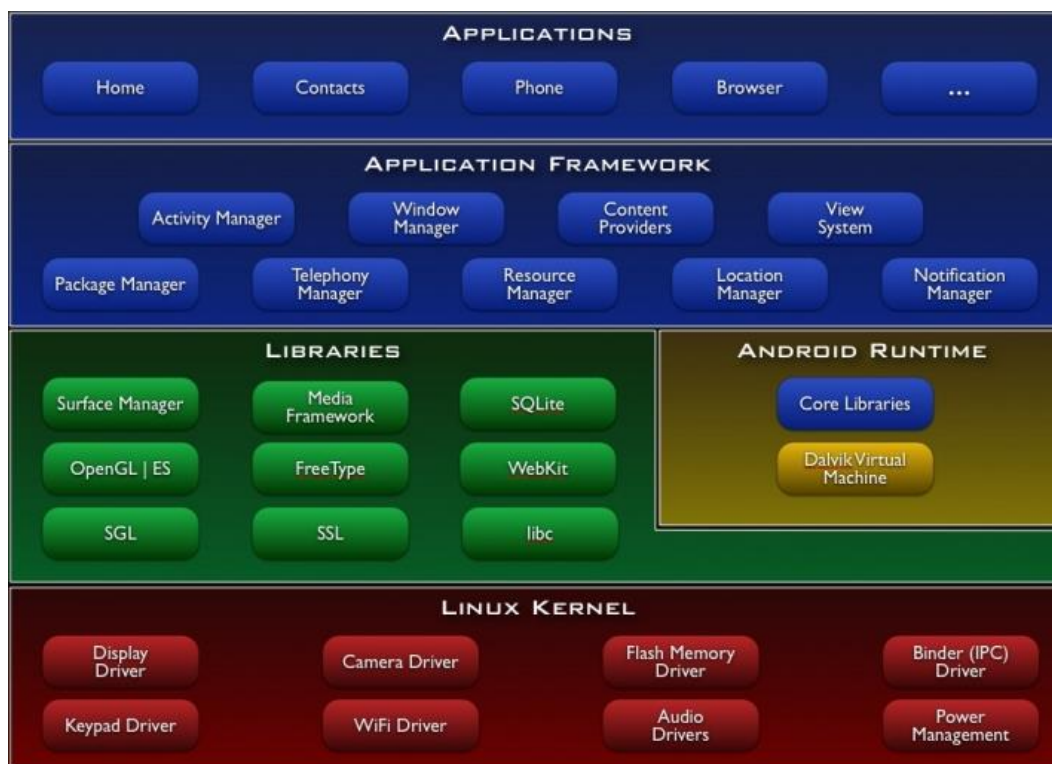 APPLICATIONS
Home
Contacts
Phone
Browser
...
APPLICATION FRAMEWORK
Activity Manager
Window
Manager
Content
Providers
View
System
Package Manager
Telephony
Manager
Resource
Manager
Location
Manager
Notification
Manager
LIBRARIES
Surface Manager
Media
Framework
SQLite
OpenGL | ES
FreeType
WebKit
SGL
SSL
libc
ANDROID RUNTIME
Core Libraries
Dalvik Virtual
Machine
LINUX KERNEL
Display
Driver
Camera Driver
Flash Memory
Driver
Binder (IPC)
Driver
Keypad Driver
WiFi Driver
Audio
Drivers
Power
Management